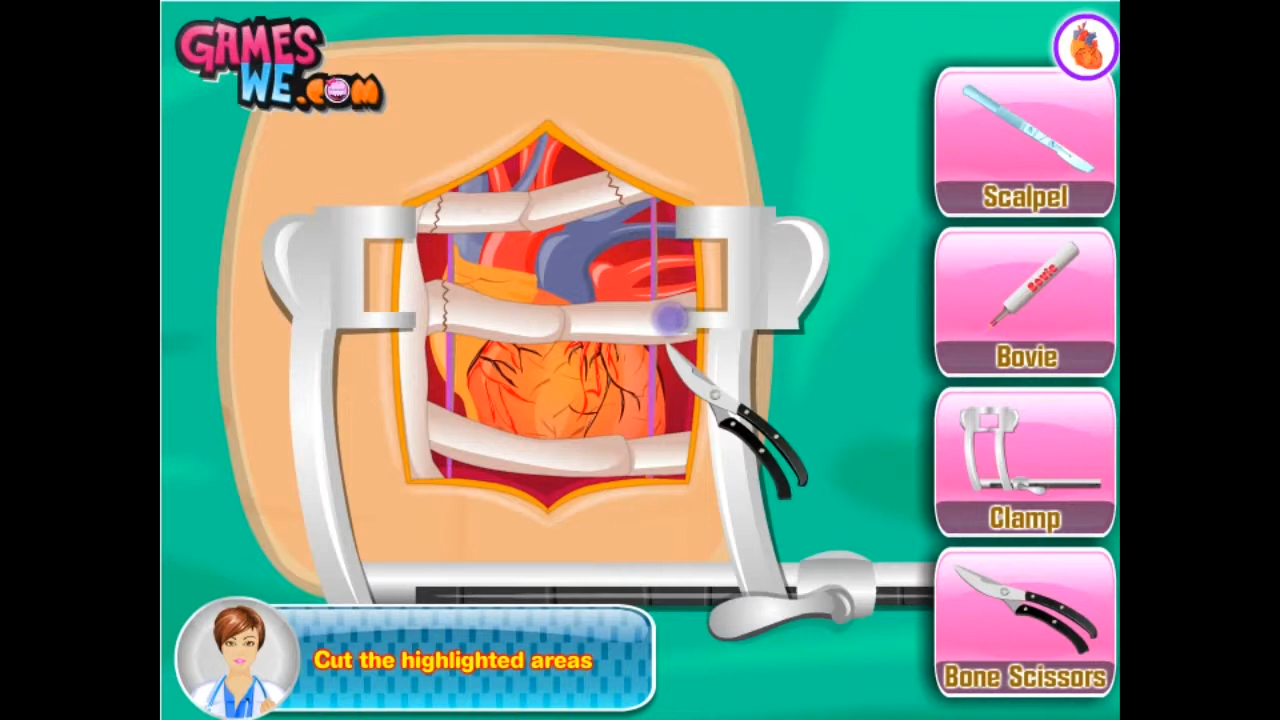 GAMES
WE.COM
Scalpel
Bovie
Bovie
Clamp
Bone Scissors
Cut the highlighted areas